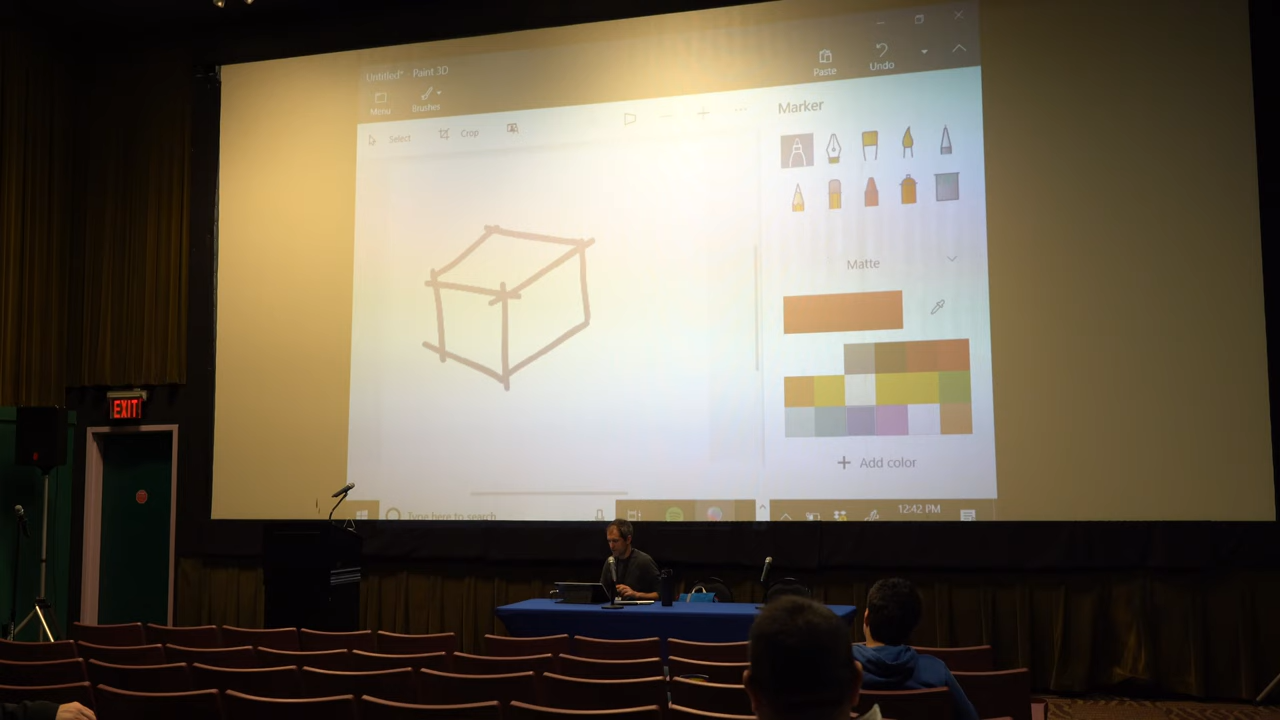 Untitled* Paint 3D
Paste
Undo
Menu
Brushes
Select
Crop
Marker
Matte
Add color
EXIT
Type here to search
12:42 PM